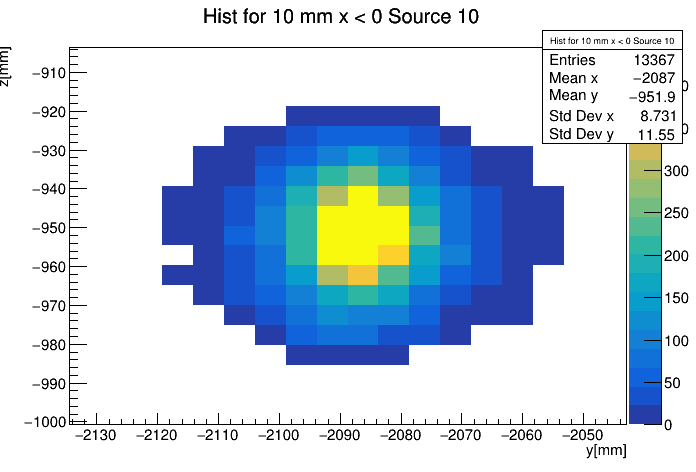 Hist for 10 mm x < 0 Source 10
z[mm]
Hist for 10 mm x < 0 Source 10
Entries 13367
Mean x −2087
Mean y −951.9
Std Dev x 8.731
Std Dev y 11.55
−910
−920
−930
−940
−950
−960
−970
−980
−990
−1000
300
250
200
150
100
50
0
−2130 −2120 −2110 −2100 −2090 −2080 −2070 −2060 −2050
y[mm]